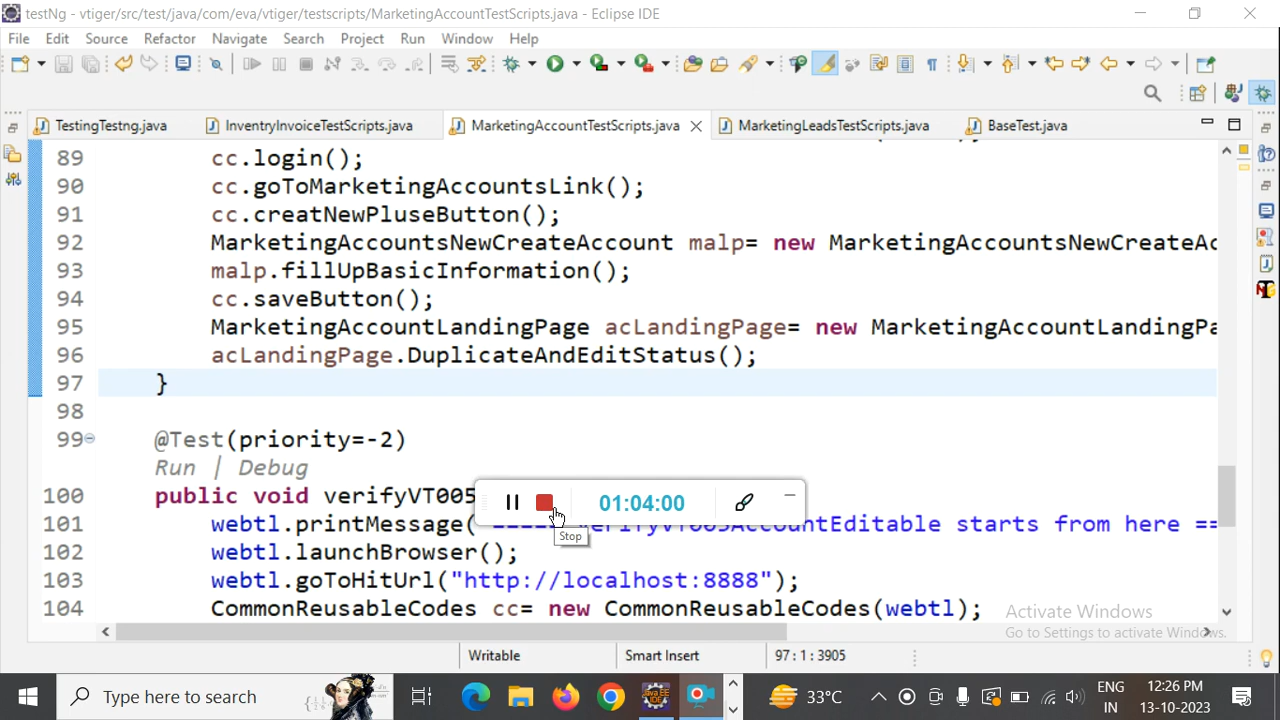 testNg - vtiger/src/test/java/com/eva/vtiger/testscripts/MarketingAccountTestScripts.java - Eclipse IDE
File Edit Source Refactor Navigate Search Project Run Window Help
TestingTestng.java InventryInvoiceTestScripts.java MarketingAccountTestScripts.java MarketingLeadsTestScripts.java BaseTest.java
89 cc.login();
90 cc.goToMarketingAccountsLink();
91 cc.creatNewPluseButton();
92 MarketingAccountsNewCreateAccount malp= new MarketingAccountsNewCreateAc
93 malp.fillUpBasicInformation();
94 cc.saveButton();
95 MarketingAccountLandingPage acLandingPage= new MarketingAccountLandingPa
96 acLandingPage.DuplicateAndEditStatus();
97 }
98
99 @Test(priority=-2)
Run | Debug
100 public void verifyVT005
01:04:00
101 webtl.printMessage( verifyVT005AccountEditable starts from here ==
Stop
102 webtl.launchBrowser();
103 webtl.goToHitUrl("http://localhost:8888");
104 CommonReusableCodes cc= new CommonReusableCodes(webtl);
Activate Windows
Go to Settings to activate Windows.
Writable Smart Insert 97 : 1 : 3905
Type here to search 33°C ENG 12:26 PM
IN 13-10-2023